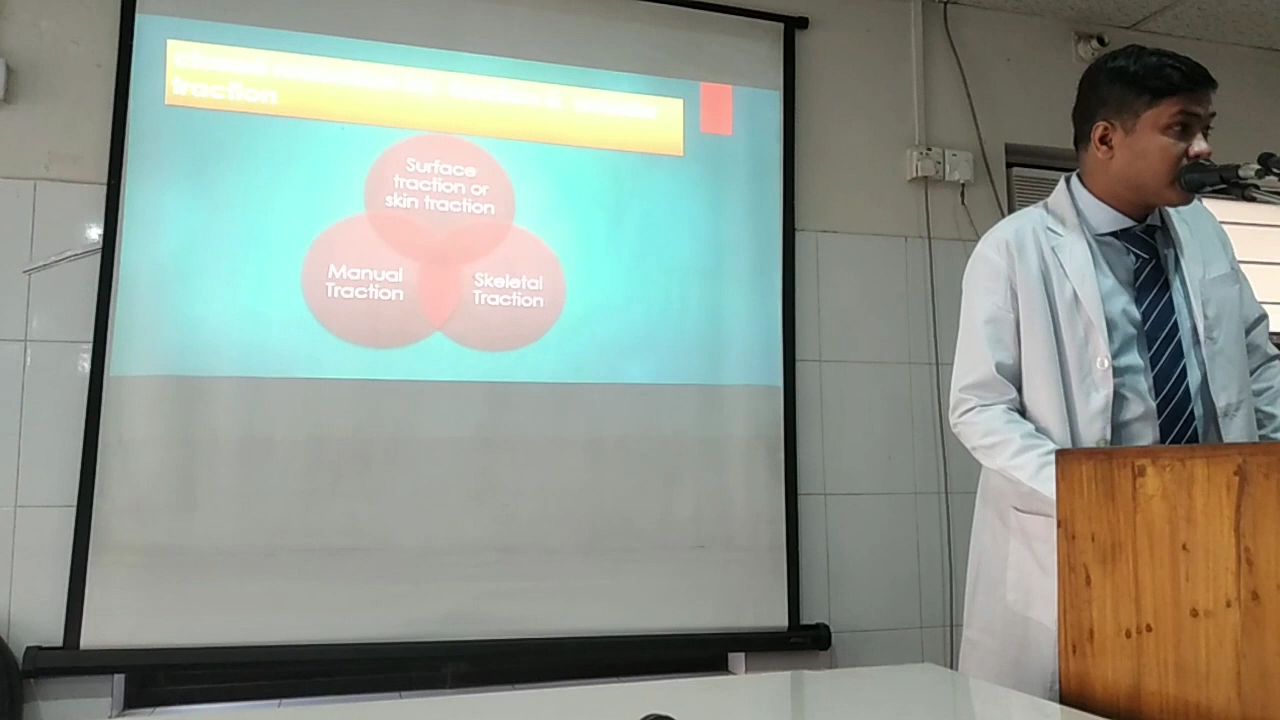 traction
Surface
traction or
skin traction
Manual
Traction
Skeletal
Traction